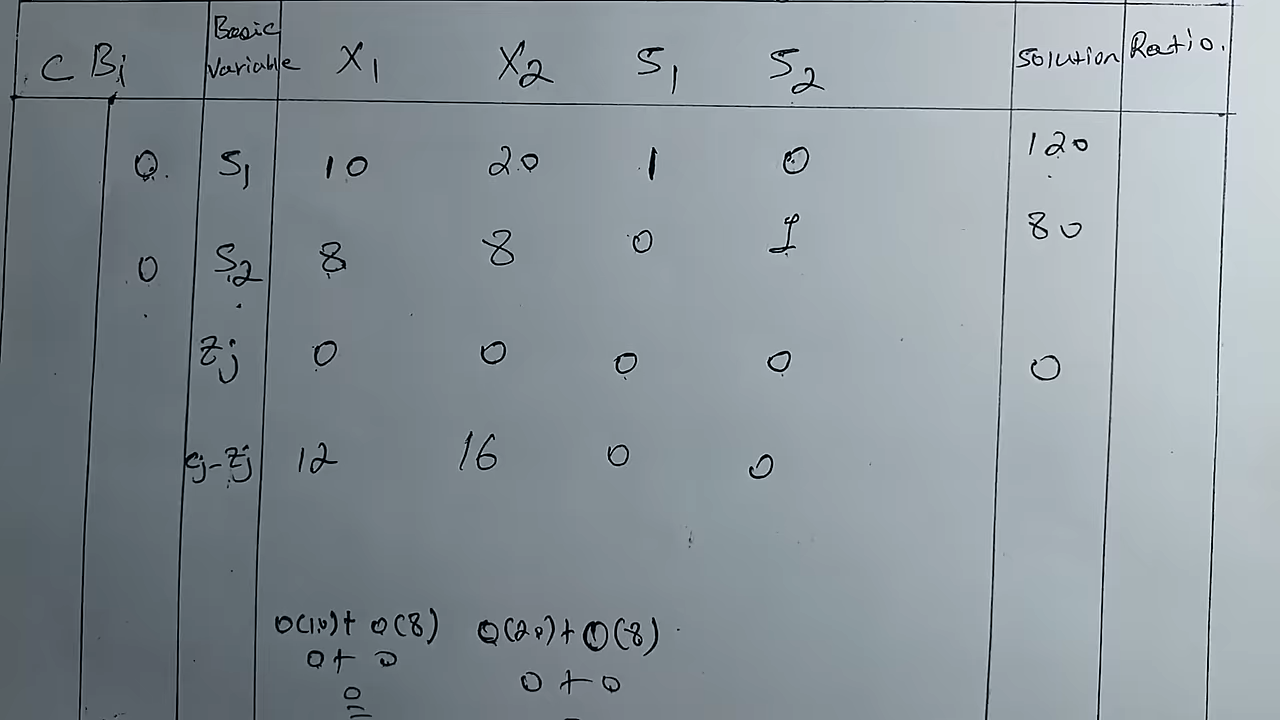 C Bi Basic Variable X1 X2 S1 S2 Solution Ratio.
0 S1 10 20 1 0 120
0 S2 8 8 0 1 80
Zj 0 0 0 0 0
cj-Zj 12 16 0 0
0(10)+ 0(8) 0(20)+0(8)
0+ 0 0+0
0